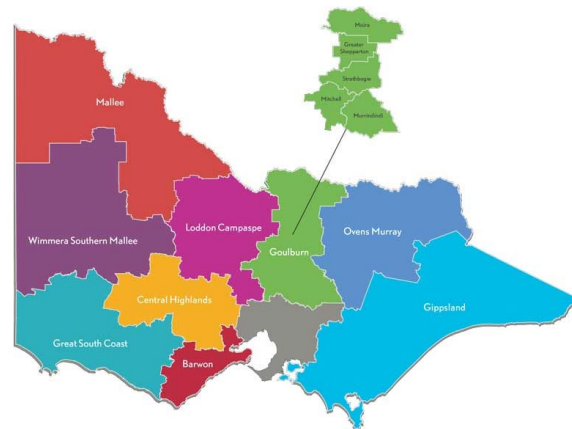 Moira
Greater
Shepparton
Strathbogie
Mitchell
Murrindindi
Mallee
Wimmera Southern Mallee
Loddon Campaspe
Goulburn
Ovens Murray
Central Highlands
Gippsland
Great South Coast
Barwon